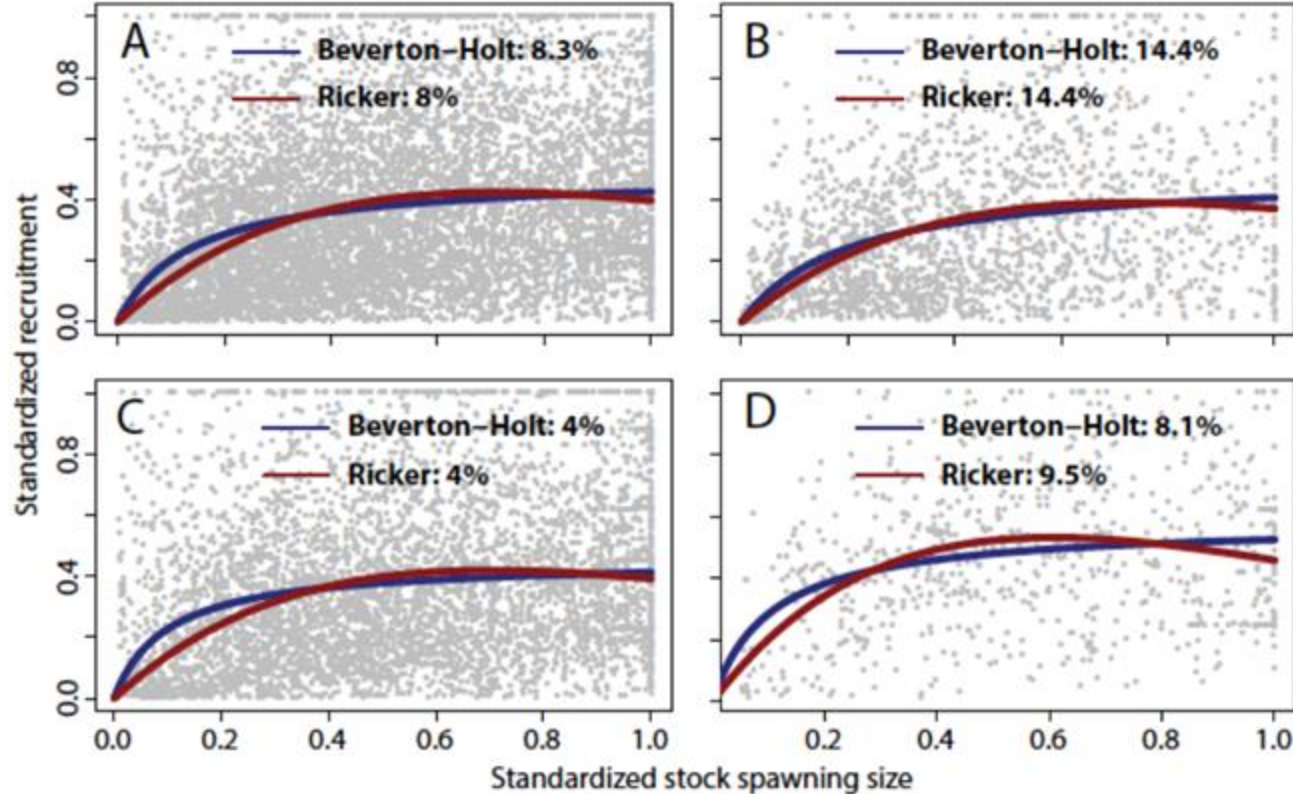 A
Beverton−Holt: 8.3%
Ricker: 8%
B
Beverton−Holt: 14.4%
Ricker: 14.4%
0.8
0.4
0.0
C
Beverton−Holt: 4%
Ricker: 4%
D
Beverton−Holt: 8.1%
Ricker: 9.5%
0.8
0.4
0.0
0.0 0.2 0.4 0.6 0.8 1.0
0.2 0.4 0.6 0.8 1.0
Standardized recruitment
Standardized stock spawning size